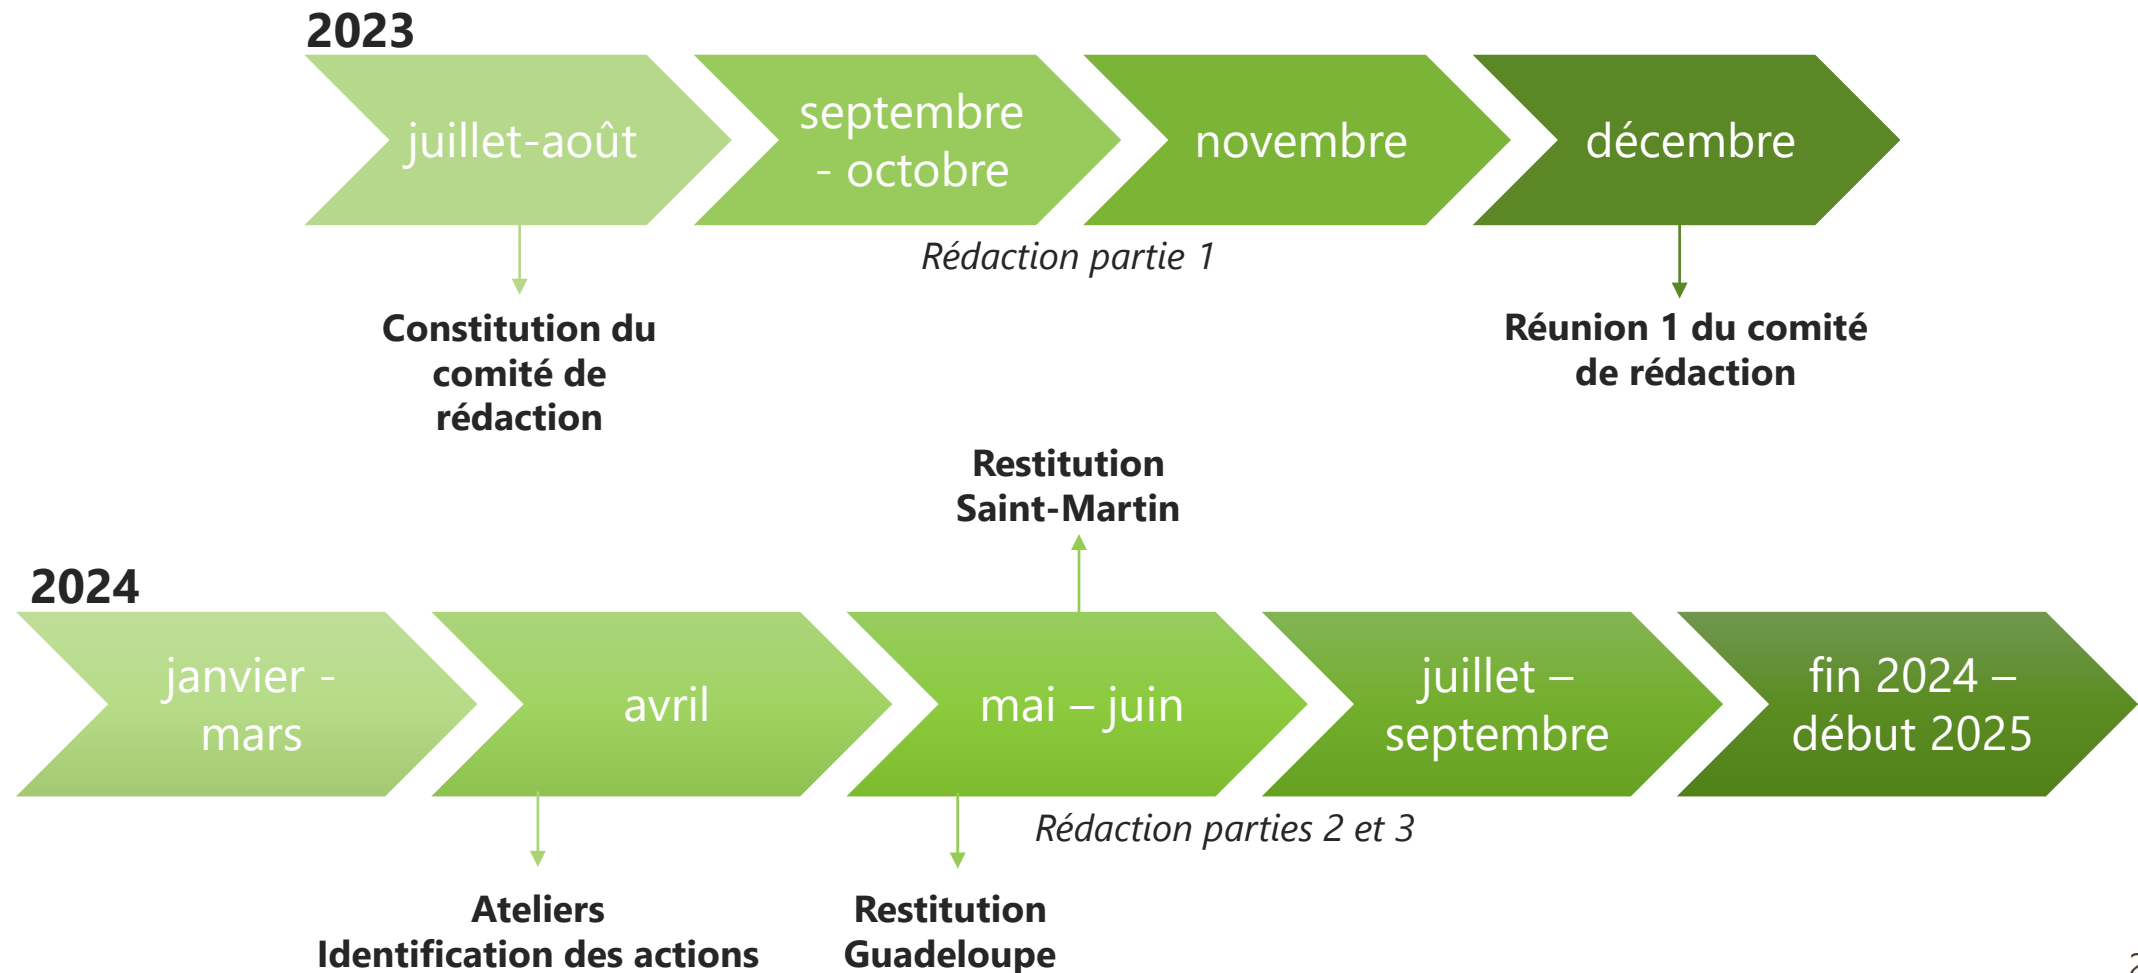 2023
juillet-août
septembre
- octobre
novembre
décembre
Rédaction partie 1
Constitution du
comité de
rédaction
Réunion 1 du comité
de rédaction
Restitution
Saint-Martin
2024
janvier -
mars
avril
mai – juin
juillet –
septembre
fin 2024 –
début 2025
Rédaction parties 2 et 3
Ateliers
Identification des actions
Restitution
Guadeloupe